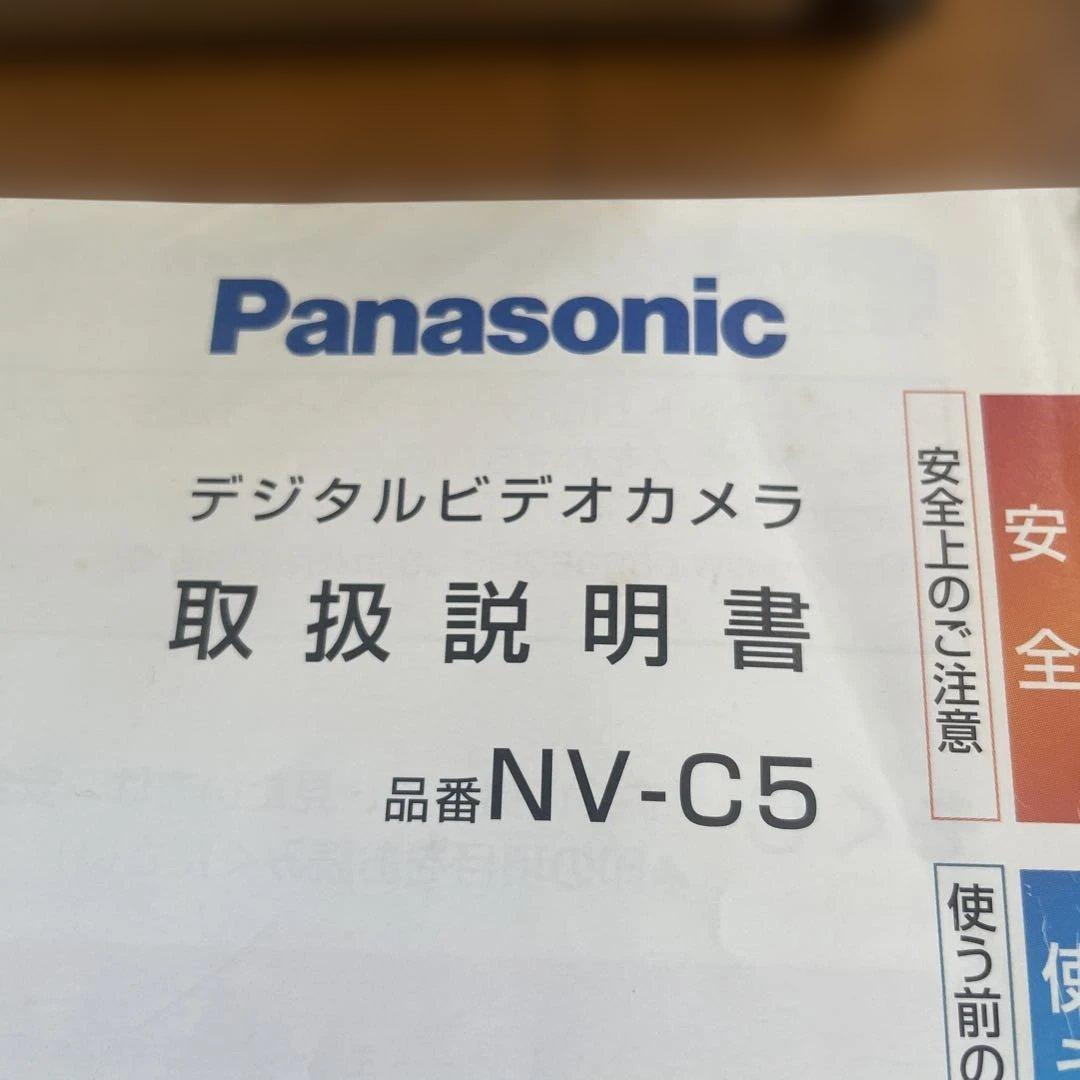 Panasonic
デジタルビデオカメラ
取扱説明書
品番NV-C5
安全上のご注意
安全
使う前の
使